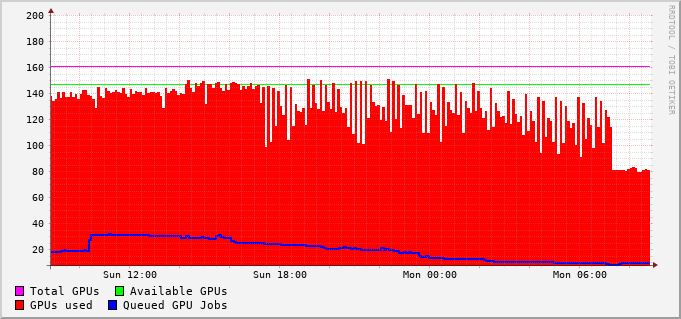 200
180
160
140
120
100
80
60
40
20
Sun 12:00 Sun 18:00 Mon 00:00 Mon 06:00
Total GPUs Available GPUs
GPUs used Queued GPU Jobs
RRDTOOL / TOBI OETIKER